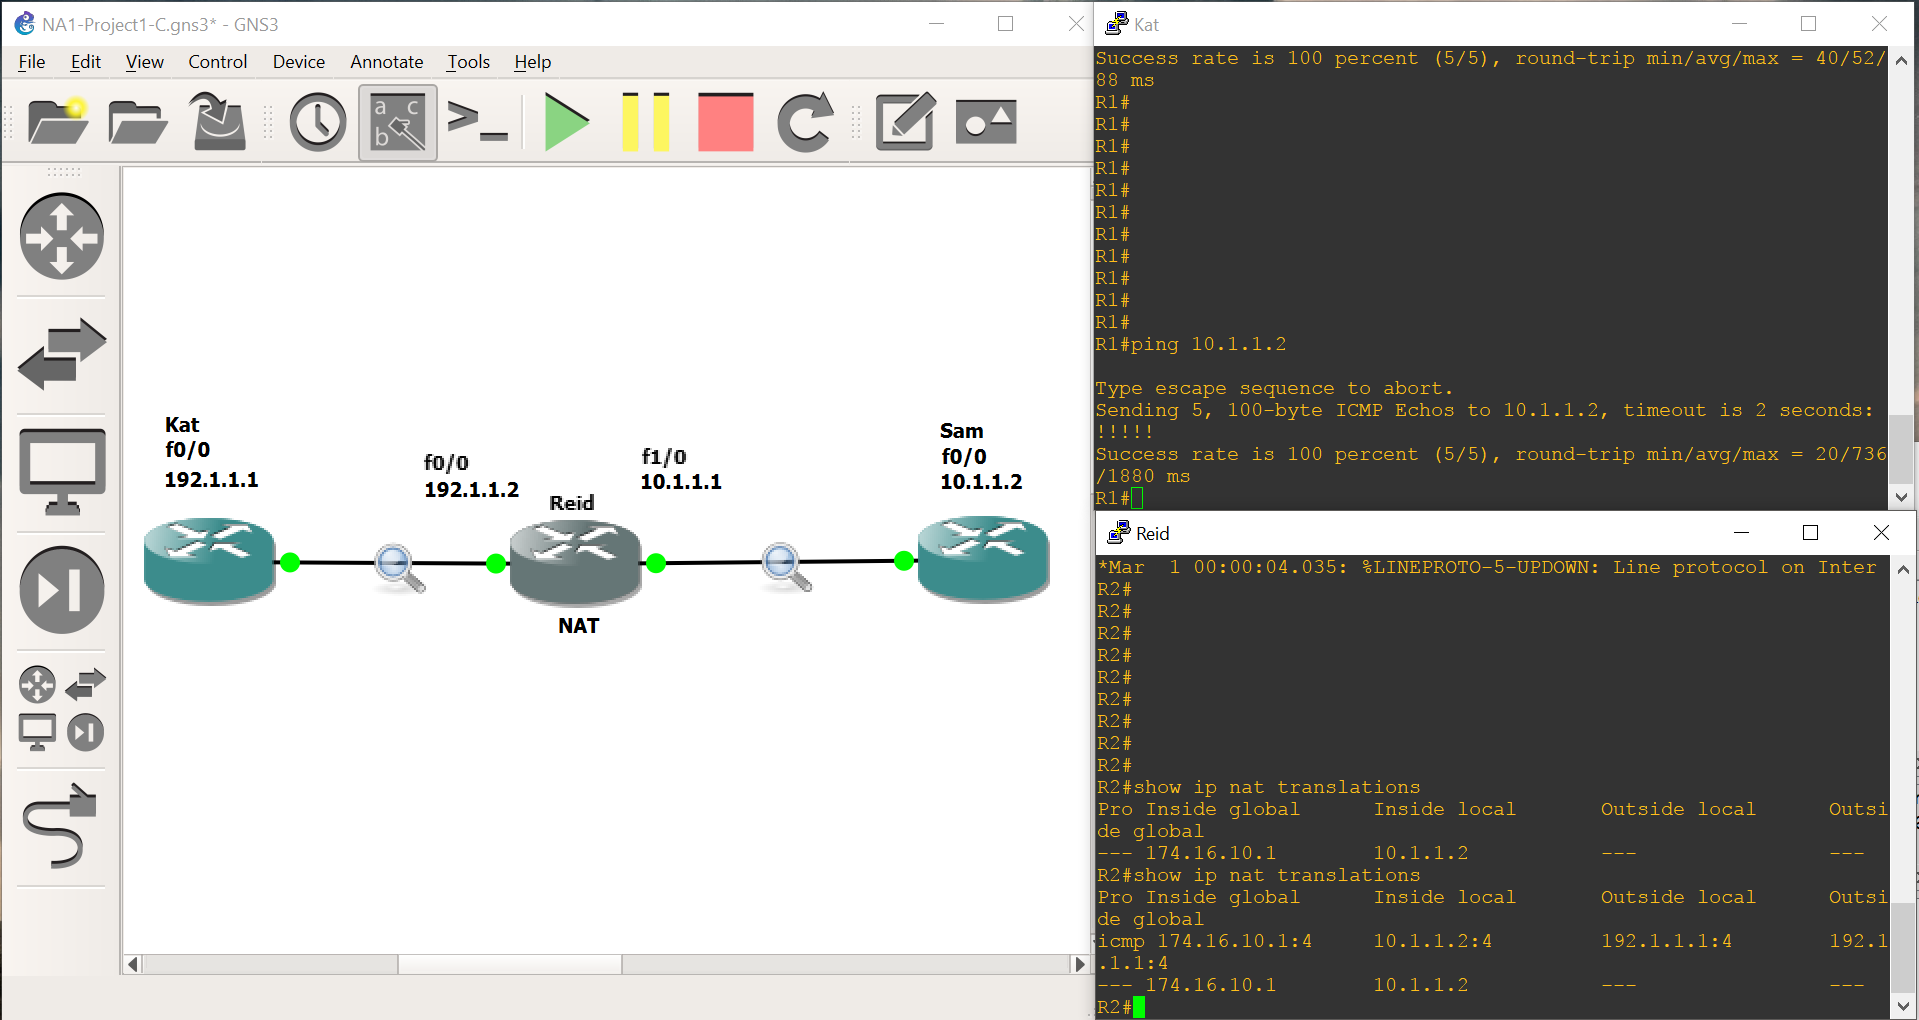 NA1-Project1-C.gns3* - GNS3
File Edit View Control Device Annotate Tools Help
a c
b
Kat
f0/0
192.1.1.1
f0/0
192.1.1.2
Reid
NAT
f1/0
10.1.1.1
Sam
f0/0
10.1.1.2
Kat
Success rate is 100 percent (5/5), round-trip min/avg/max = 40/52/
88 ms
R1#
R1#
R1#
R1#
R1#
R1#
R1#
R1#
R1#
R1#
R1#
R1#ping 10.1.1.2
Type escape sequence to abort.
Sending 5, 100-byte ICMP Echos to 10.1.1.2, timeout is 2 seconds:
!!!!!
Success rate is 100 percent (5/5), round-trip min/avg/max = 20/736
/1880 ms
R1#
Reid
*Mar  1 00:00:04.035: %LINEPROTO-5-UPDOWN: Line protocol on Inter
R2#
R2#
R2#
R2#
R2#
R2#
R2#
R2#
R2#
R2#show ip nat translations
Pro Inside global      Inside local       Outside local      Outsi
de global
--- 174.16.10.1        10.1.1.2           ---                ---
R2#show ip nat translations
Pro Inside global      Inside local       Outside local      Outsi
de global
icmp 174.16.10.1:4     10.1.1.2:4         192.1.1.1:4        192.1
.1.1:4
--- 174.16.10.1        10.1.1.2           ---                ---
R2#